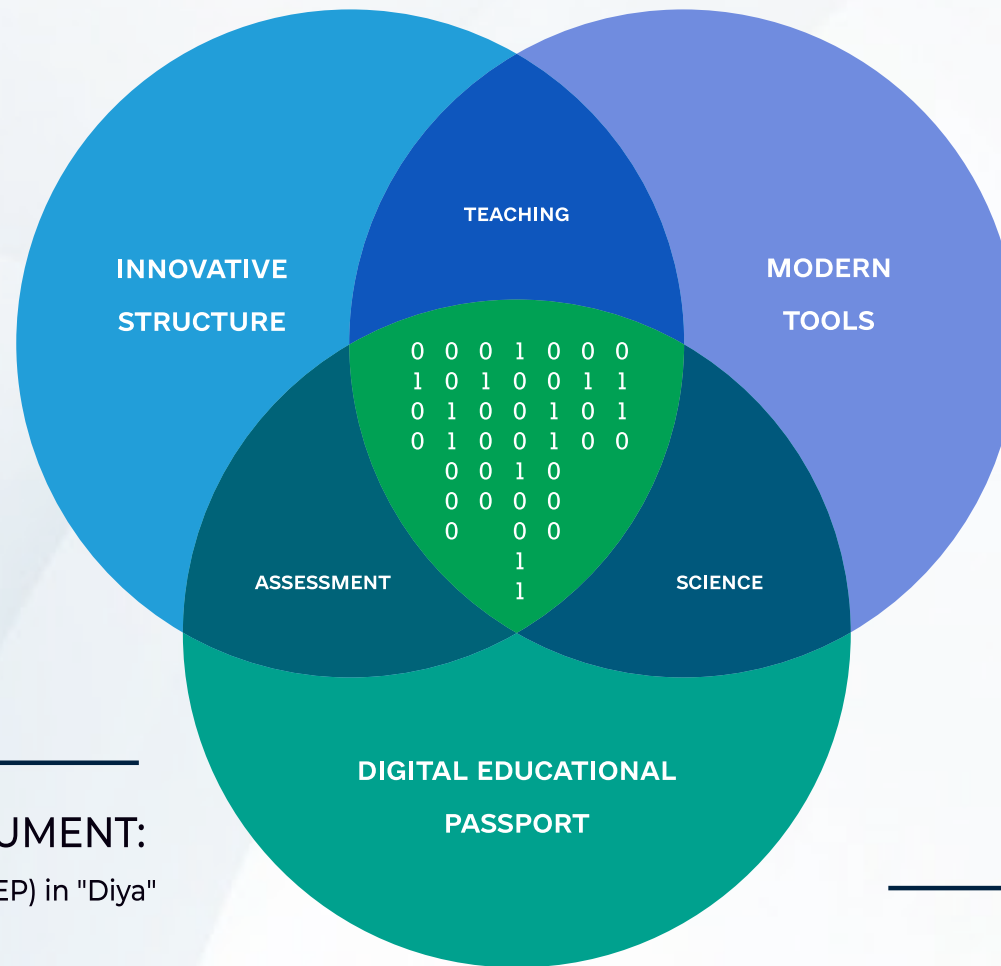 TEACHING
INNOVATIVE
STRUCTURE
MODERN
TOOLS
0 0 0 1 0 0 0
1 0 1 0 0 1 1
0 1 0 0 1 0 1
0 1 0 0 1 0 0
0 0 1 0
0 0 0 0
0 0 0
1
1
ASSESSMENT
SCIENCE
DIGITAL EDUCATIONAL
PASSPORT
UMENT:
EP) in "Diya"